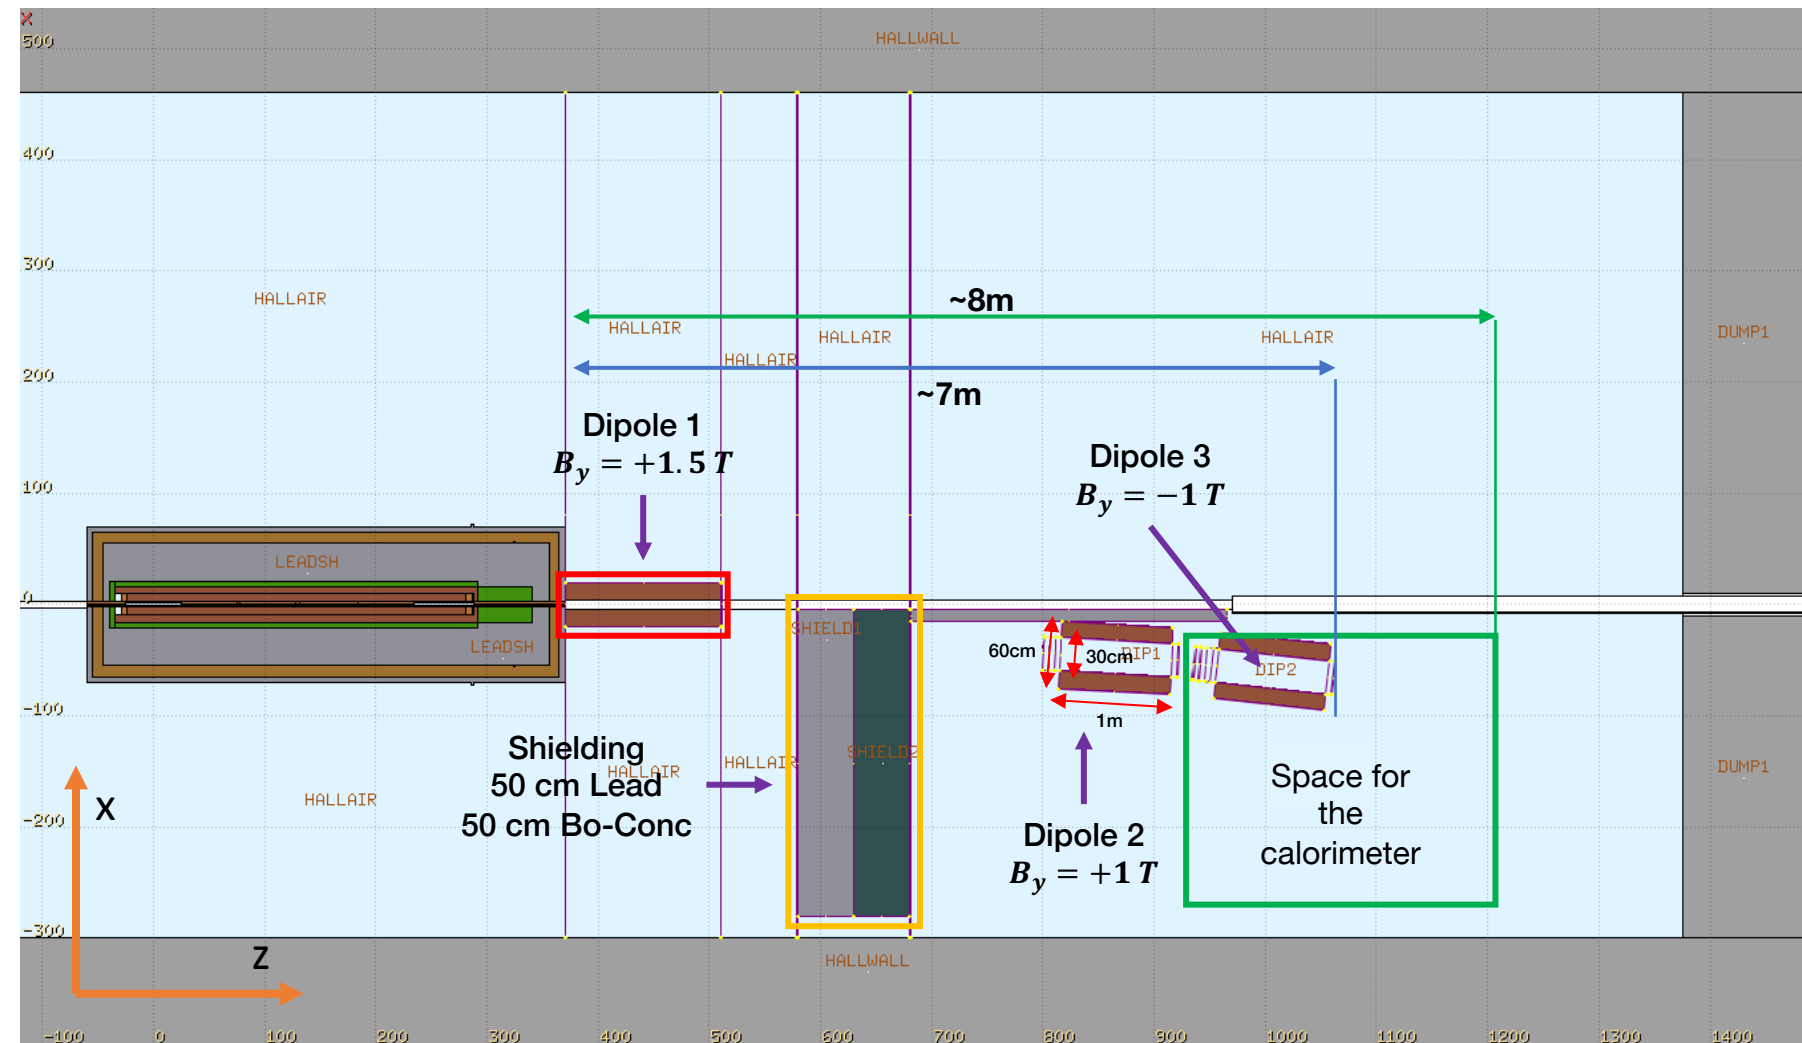 X
500
HALLWALL
400
300
HALLAIR
~8m
HALLAIR
HALLAIR
HALLAIR
DUMP1
HALLAIR
200
~7m
Dipole 1
B_y = +1.5 T
Dipole 3
B_y = −1 T
100
LEADSH
0
SHIELD1
LEADSH
60cm
30cm
DIP1
DIP2
-100
1m
Shielding
50 cm Lead
50 cm Bo-Conc
HALLAIR
HALLAIR
SHIELD2
HALLAIR
DUMP1
Space for
the
calorimeter
X
-200
Dipole 2
B_y = +1 T
-300
Z
HALLWALL
-100 0 100 200 300 400 500 600 700 800 900 1000 1100 1200 1300 1400